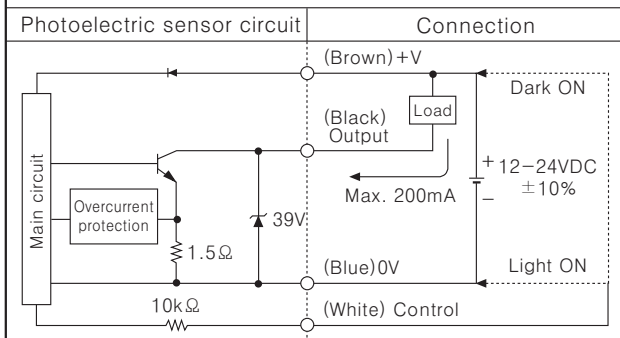 Photoelectric sensor circuit
Connection
(Brown)+V
Dark ON
Load
(Black)
Output
+
12-24VDC
±10%
−
Max. 200mA
Main circuit
Overcurrent
protection
39V
1.5Ω
(Blue)0V
Light ON
10kΩ
(White) Control